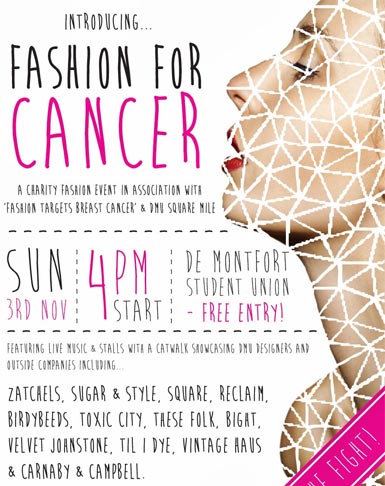 INTRODUCING...
FASHION FOR
CANCER
A CHARITY FASHION EVENT IN ASSOCIATION WITH
'FASHION TARGETS BREAST CANCER' & DMU SQUARE MILE
SUN
3RD NOV
4PM
START
DE MONTFORT
STUDENT UNION
- FREE ENTRY!
FEATURING LIVE MUSIC & STALLS WITH A CATWALK SHOWCASING DMU DESIGNERS AND
OUTSIDE COMPANIES INCLUDING...
ZATCHELS, SUGAR & STYLE, SQUARE, RECLAIM,
BIRDYBEEDS, TOXIC CITY, THESE FOLK, BIGHT,
VELVET JOHNSTONE, TIL I DYE, VINTAGE HAUS
& CARNABY & CAMPBELL.
FIGHT!